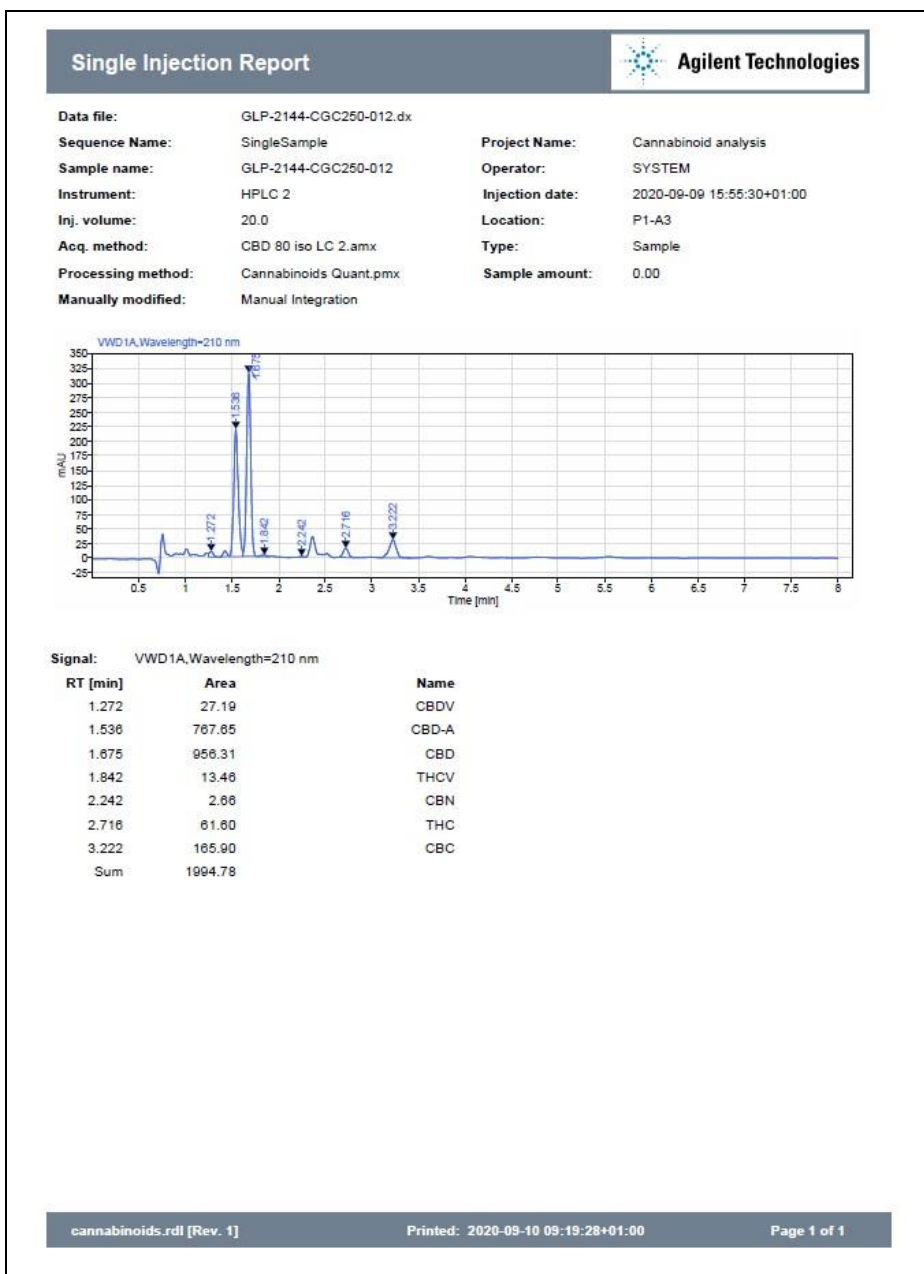 Single Injection Report
Agilent Technologies
Data file: GLP-2144-CGC250-012.dx
Sequence Name: SingleSample Project Name: Cannabinoid analysis
Sample name: GLP-2144-CGC250-012 Operator: SYSTEM
Instrument: HPLC 2 Injection date: 2020-09-09 15:55:30+01:00
Inj. volume: 20.0 Location: P1-A3
Acq. method: CBD 80 iso LC 2.amx Type: Sample
Processing method: Cannabinoids Quant.pmx Sample amount: 0.00
Manually modified: Manual Integration
VWD1A,Wavelength=210 nm
350
325
300
275
250
225
200
175
150
125
100
75
50
25
0
-25
mAU
1.272
1.536
1.675
1.842
2.242
2.716
3.222
0.5 1 1.5 2 2.5 3 3.5 4 4.5 5 5.5 6 6.5 7 7.5 8
Time [min]
Signal: VWD1A,Wavelength=210 nm
RT [min] Area Name
1.272 27.19 CBDV
1.536 767.65 CBD-A
1.675 956.31 CBD
1.842 13.46 THCV
2.242 2.66 CBN
2.716 61.60 THC
3.222 165.90 CBC
Sum 1994.78
cannabinoids.rdl [Rev. 1] Printed: 2020-09-10 09:19:28+01:00 Page 1 of 1